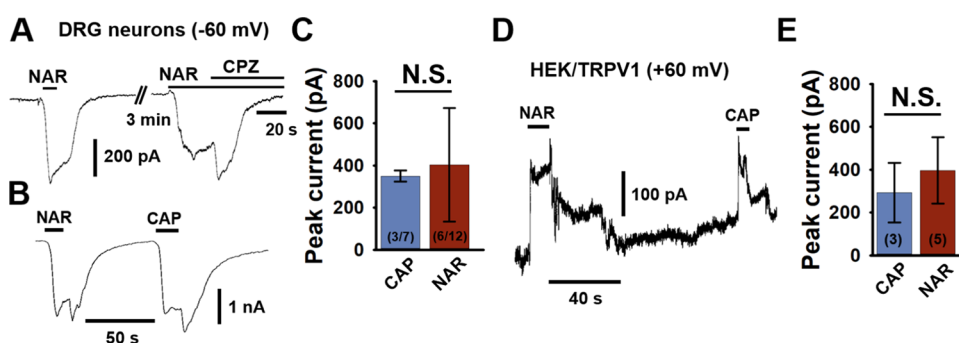 A DRG neurons (-60 mV)
NAR
NAR
CPZ
3 min
20 s
200 pA
B
NAR
CAP
1 nA
50 s
C
N.S.
Peak current (pA)
800
600
400
200
0
(3/7)
(6/12)
CAP
NAR
D
HEK/TRPV1 (+60 mV)
NAR
CAP
100 pA
40 s
E
N.S.
Peak current (pA)
800
600
400
200
0
(3)
(5)
CAP
NAR